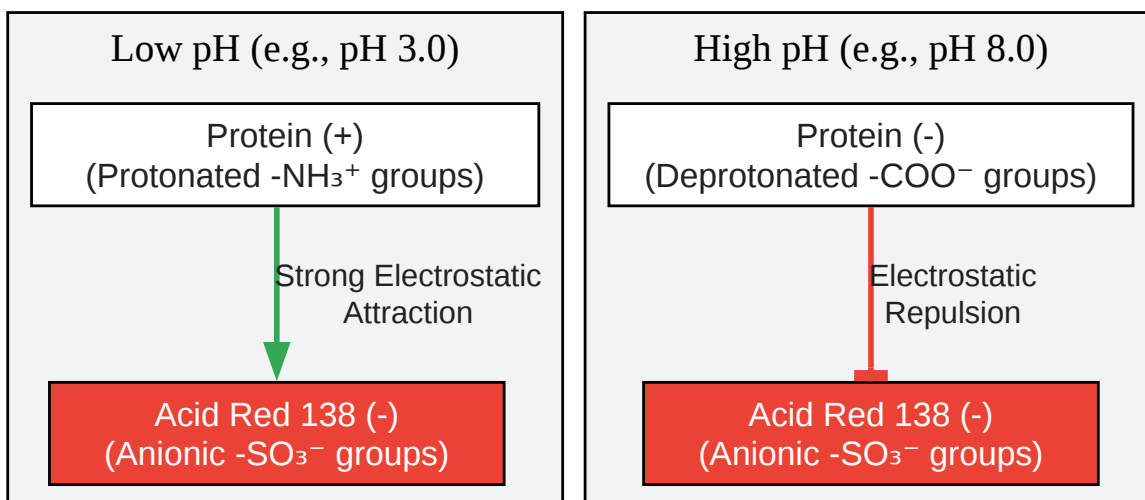 Low pH (e.g., pH 3.0)
Protein (+)
(Protonated -NH₃⁺ groups)
Strong Electrostatic
Attraction
Acid Red 138 (-)
(Anionic -SO₃⁻ groups)
High pH (e.g., pH 8.0)
Protein (-)
(Deprotonated -COO⁻ groups)
Electrostatic
Repulsion
Acid Red 138 (-)
(Anionic -SO₃⁻ groups)